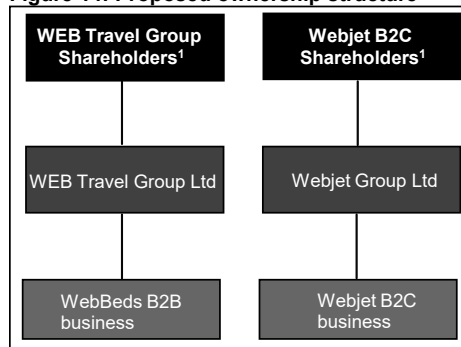 Figure Proposed ownership structure
WEB Travel Group
Shareholders¹
Webjet B2C
Shareholders¹
WEB Travel Group Ltd
Webjet Group Ltd
WebBeds B2B
business
Webjet B2C
business